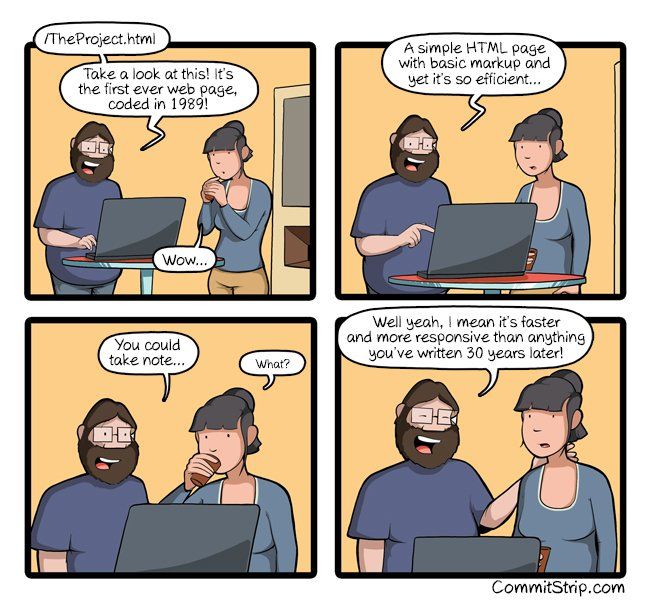 /TheProject.html
Take a look at this! It's
the first ever web page,
coded in 1989!
Wow...
A simple HTML page
with basic markup and
yet it's so efficient...
You could
take note...
What?
Well yeah, I mean it's faster
and more responsive than anything
you've written 30 years later!
CommitStrip.com